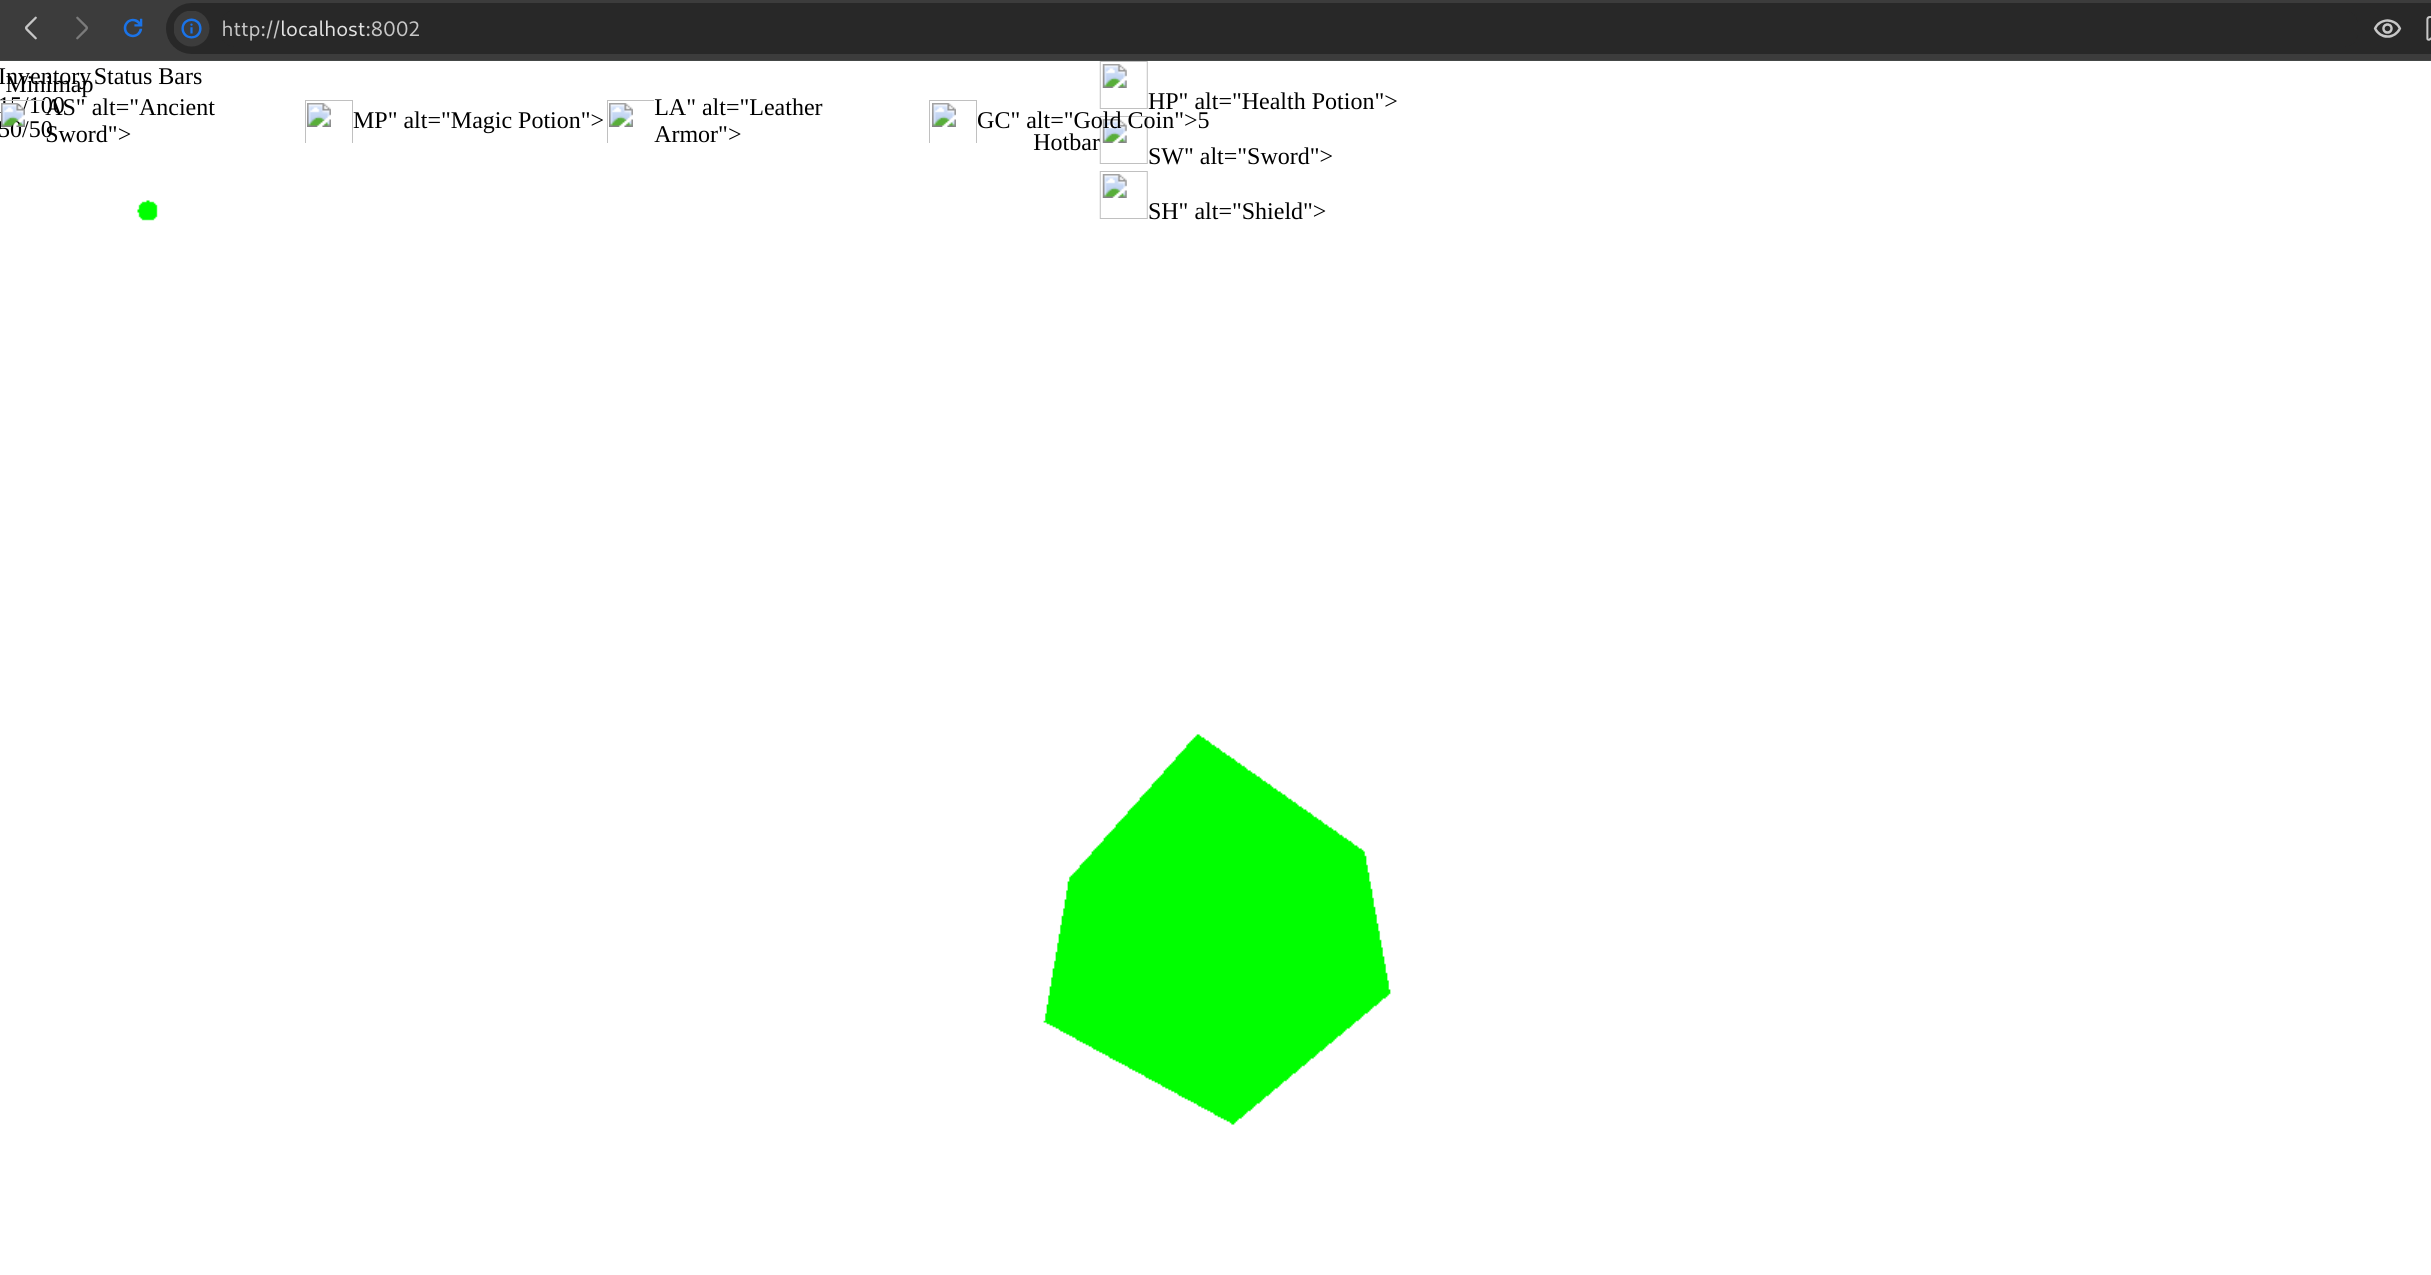 http://localhost:8002
Inventory Status Bars
Minimap
15/100
50/50
AS" alt="Ancient
Sword">
MP" alt="Magic Potion">
LA" alt="Leather
Armor">
GC" alt="Gold Coin">5
Hotbar
HP" alt="Health Potion">
SW" alt="Sword">
SH" alt="Shield">